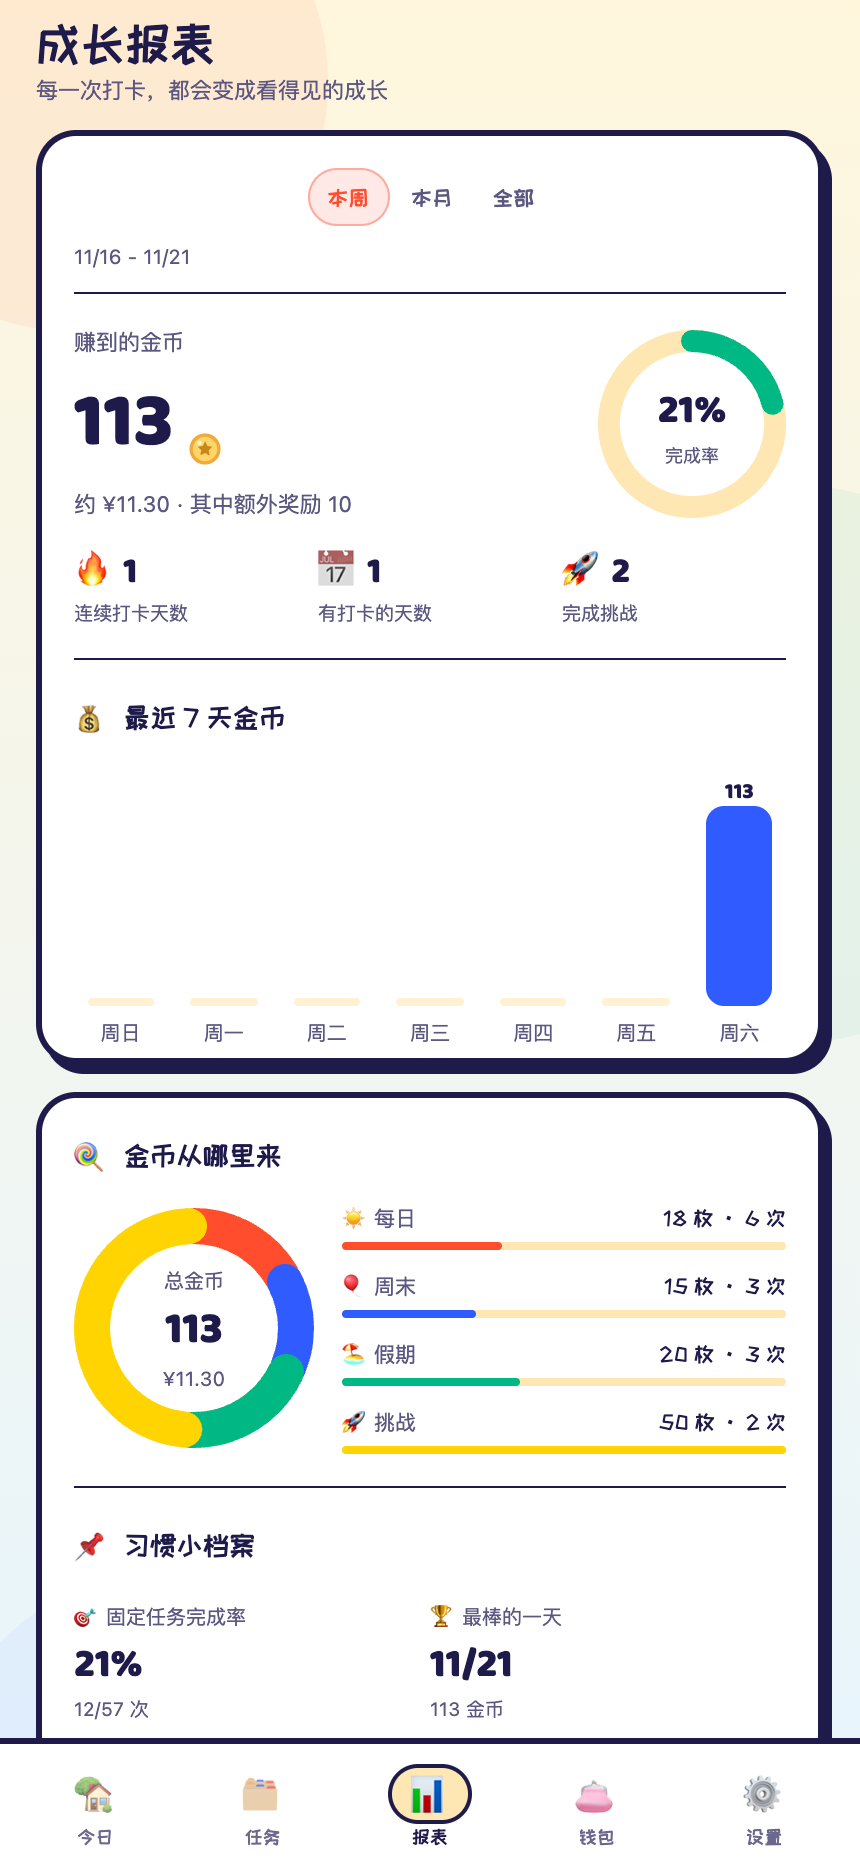 成长报表
每一次打卡，都会变成看得见的成长
本周 本月 全部
11/16 - 11/21
赚到的金币
113
21%
完成率
约 ¥11.30 · 其中额外奖励 10
1
JUL 17
1
2
连续打卡天数
有打卡的天数
完成挑战
最近 7 天金币
113
周日 周一 周二 周三 周四 周五 周六
金币从哪里来
总金币
113
¥11.30
每日 18 枚 · 6 次
周末 15 枚 · 3 次
假期 20 枚 · 3 次
挑战 50 枚 · 2 次
习惯小档案
固定任务完成率
21%
12/57 次
最棒的一天
11/21
113 金币
今日 任务 报表 钱包 设置